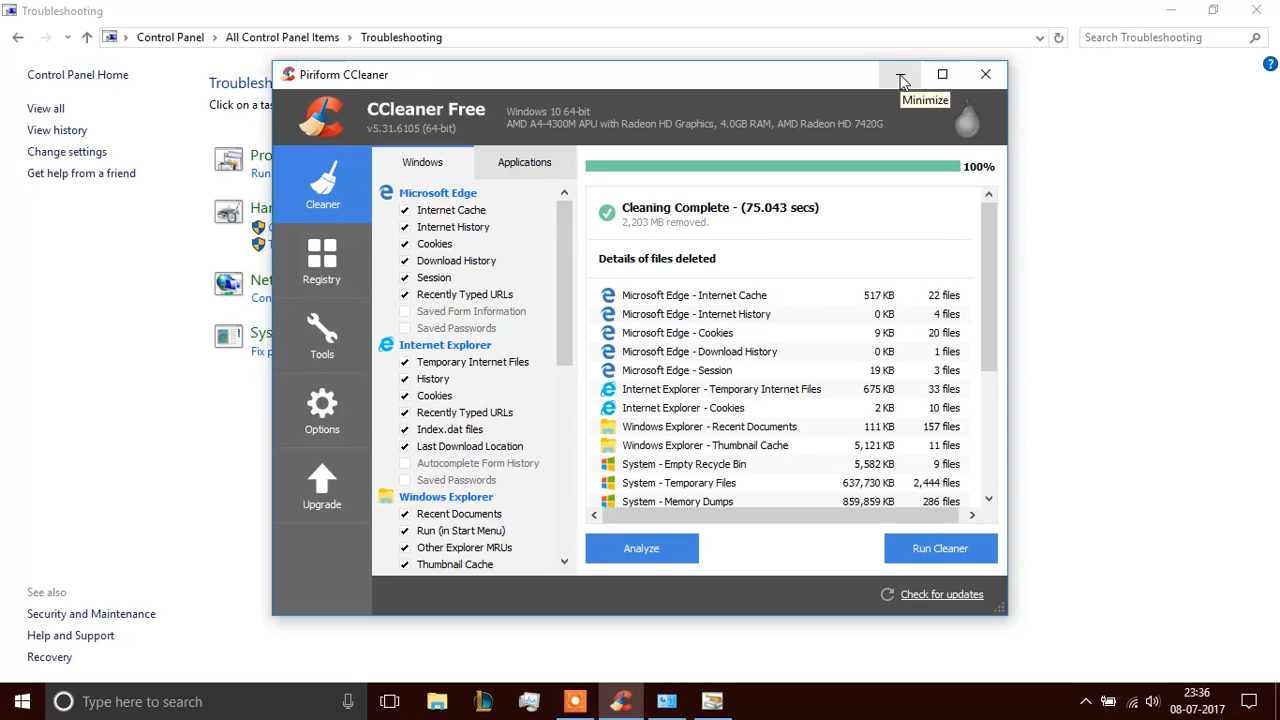 Troubleshooting
Control Panel
All Control Panel Items
Troubleshooting
Search Troubleshooting
Control Panel Home
View all
View history
Change settings
Get help from a friend
Troublesh
Click on a ta
Pro
Run
Har
Net
Con
Sys
Fix p
See also
Security and Maintenance
Help and Support
Recovery
Piriform CCleaner
Minimize
CCleaner Free
v5.31.6105 (64-bit)
Windows 10 64-bit
AMD A4-4300M APU with Radeon HD Graphics, 4.0GB RAM, AMD Radeon HD 7420G
Cleaner
Registry
Tools
Options
Upgrade
Windows
Applications
Microsoft Edge
Internet Cache
Internet History
Cookies
Download History
Session
Recently Typed URLs
Saved Form Information
Saved Passwords
Internet Explorer
Temporary Internet Files
History
Cookies
Recently Typed URLs
Index.dat files
Last Download Location
Autocomplete Form History
Saved Passwords
Windows Explorer
Recent Documents
Run (in Start Menu)
Other Explorer MRUs
Thumbnail Cache
100%
Cleaning Complete - (75.043 secs)
2,203 MB removed.
Details of files deleted
Microsoft Edge - Internet Cache 517 KB 22 files
Microsoft Edge - Internet History 0 KB 4 files
Microsoft Edge - Cookies 9 KB 20 files
Microsoft Edge - Download History 0 KB 1 files
Microsoft Edge - Session 19 KB 3 files
Internet Explorer - Temporary Internet Files 675 KB 33 files
Internet Explorer - Cookies 2 KB 10 files
Windows Explorer - Recent Documents 111 KB 157 files
Windows Explorer - Thumbnail Cache 5,121 KB 11 files
System - Empty Recycle Bin 5,582 KB 9 files
System - Temporary Files 637,730 KB 2,444 files
System - Memory Dumps 859,859 KB 286 files
Analyze
Run Cleaner
Check for updates
Type here to search
23:36
08-07-2017